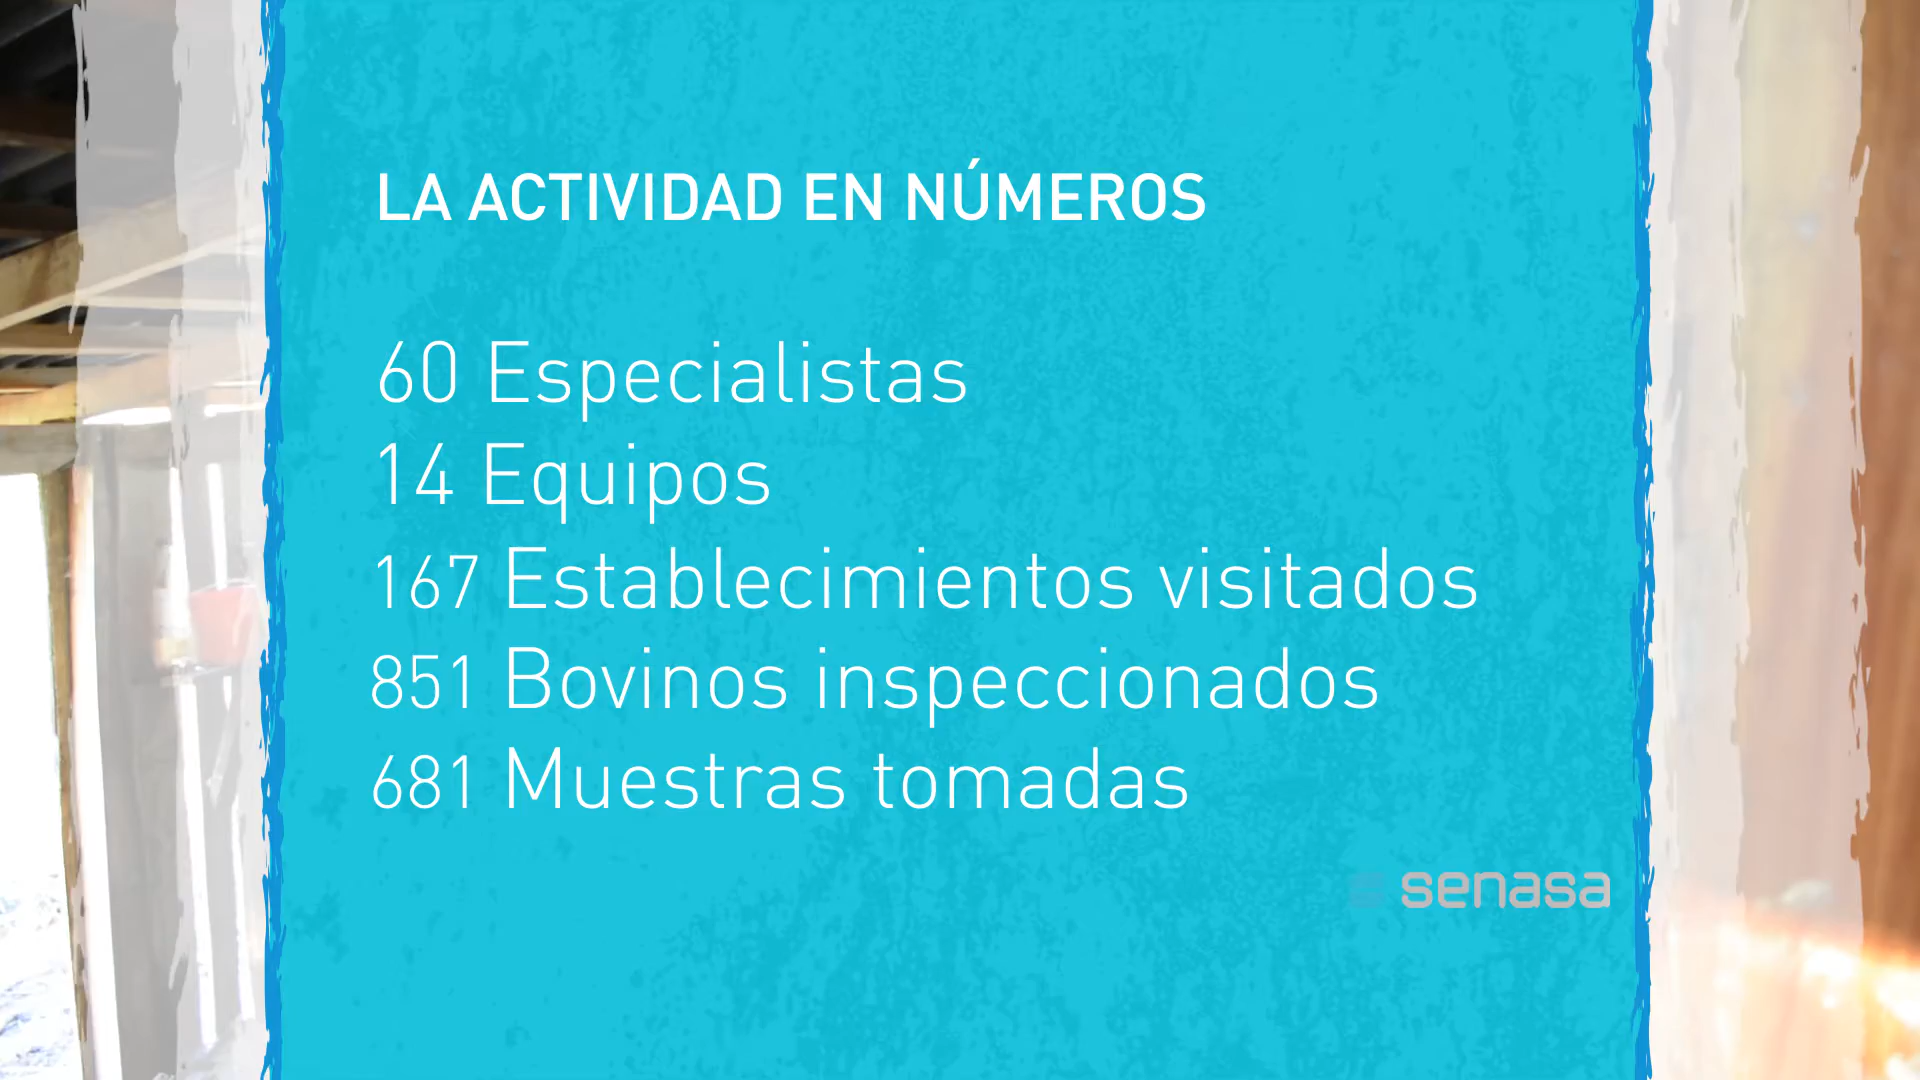 LA ACTIVIDAD EN NÚMEROS
60 Especialistas
14 Equipos
167 Establecimientos visitados
851 Bovinos inspeccionados
681 Muestras tomadas
senasa